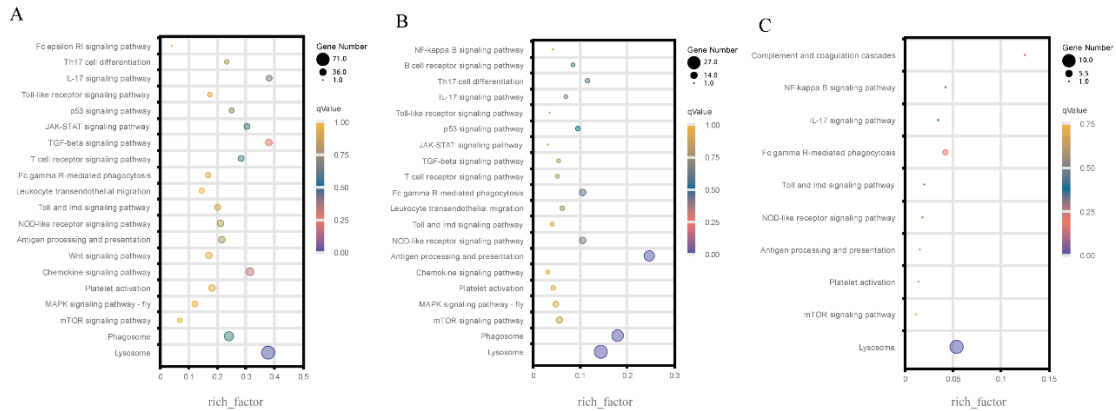 A
Fc epsilon RI signaling pathway
Th17 cell differentiation
IL-17 signaling pathway
Toll-like receptor signaling pathway
p53 signaling pathway
JAK-STAT signaling pathway
TGF-beta signaling pathway
T cell receptor signaling pathway
Fc gamma R-mediated phagocytosis
Leukocyte transendothelial migration
Toll and Imd signaling pathway
NOD-like receptor signaling pathway
Antigen processing and presentation
Wnt signaling pathway
Chemokine signaling pathway
Platelet activation
MAPK signaling pathway - fly
mTOR signaling pathway
Phagosome
Lysosome
0 0.1 0.2 0.3 0.4 0.5
rich_factor
Gene Number
71.0
36.0
1.0
qValue
1.00
0.75
0.50
0.25
0.00
B
NF-kappa B signaling pathway
B cell receptor signaling pathway
Th17 cell differentiation
IL-17 signaling pathway
Toll-like receptor signaling pathway
p53 signaling pathway
JAK-STAT signaling pathway
TGF-beta signaling pathway
T cell receptor signaling pathway
Fc gamma R-mediated phagocytosis
Leukocyte transendothelial migration
Toll and Imd signaling pathway
NOD-like receptor signaling pathway
Antigen processing and presentation
Chemokine signaling pathway
Platelet activation
MAPK signaling pathway - fly
mTOR signaling pathway
Phagosome
Lysosome
0 0.1 0.2 0.3
rich_factor
Gene Number
27.0
14.0
1.0
qValue
1.00
0.75
0.50
0.25
0.00
C
Complement and coagulation cascades
NF-kappa B signaling pathway
IL-17 signaling pathway
Fc gamma R-mediated phagocytosis
Toll and Imd signaling pathway
NOD-like receptor signaling pathway
Antigen processing and presentation
Platelet activation
mTOR signaling pathway
Lysosome
0 0.05 0.1 0.15
rich_factor
Gene Number
10.0
5.5
1.0
qValue
0.75
0.50
0.25
0.00